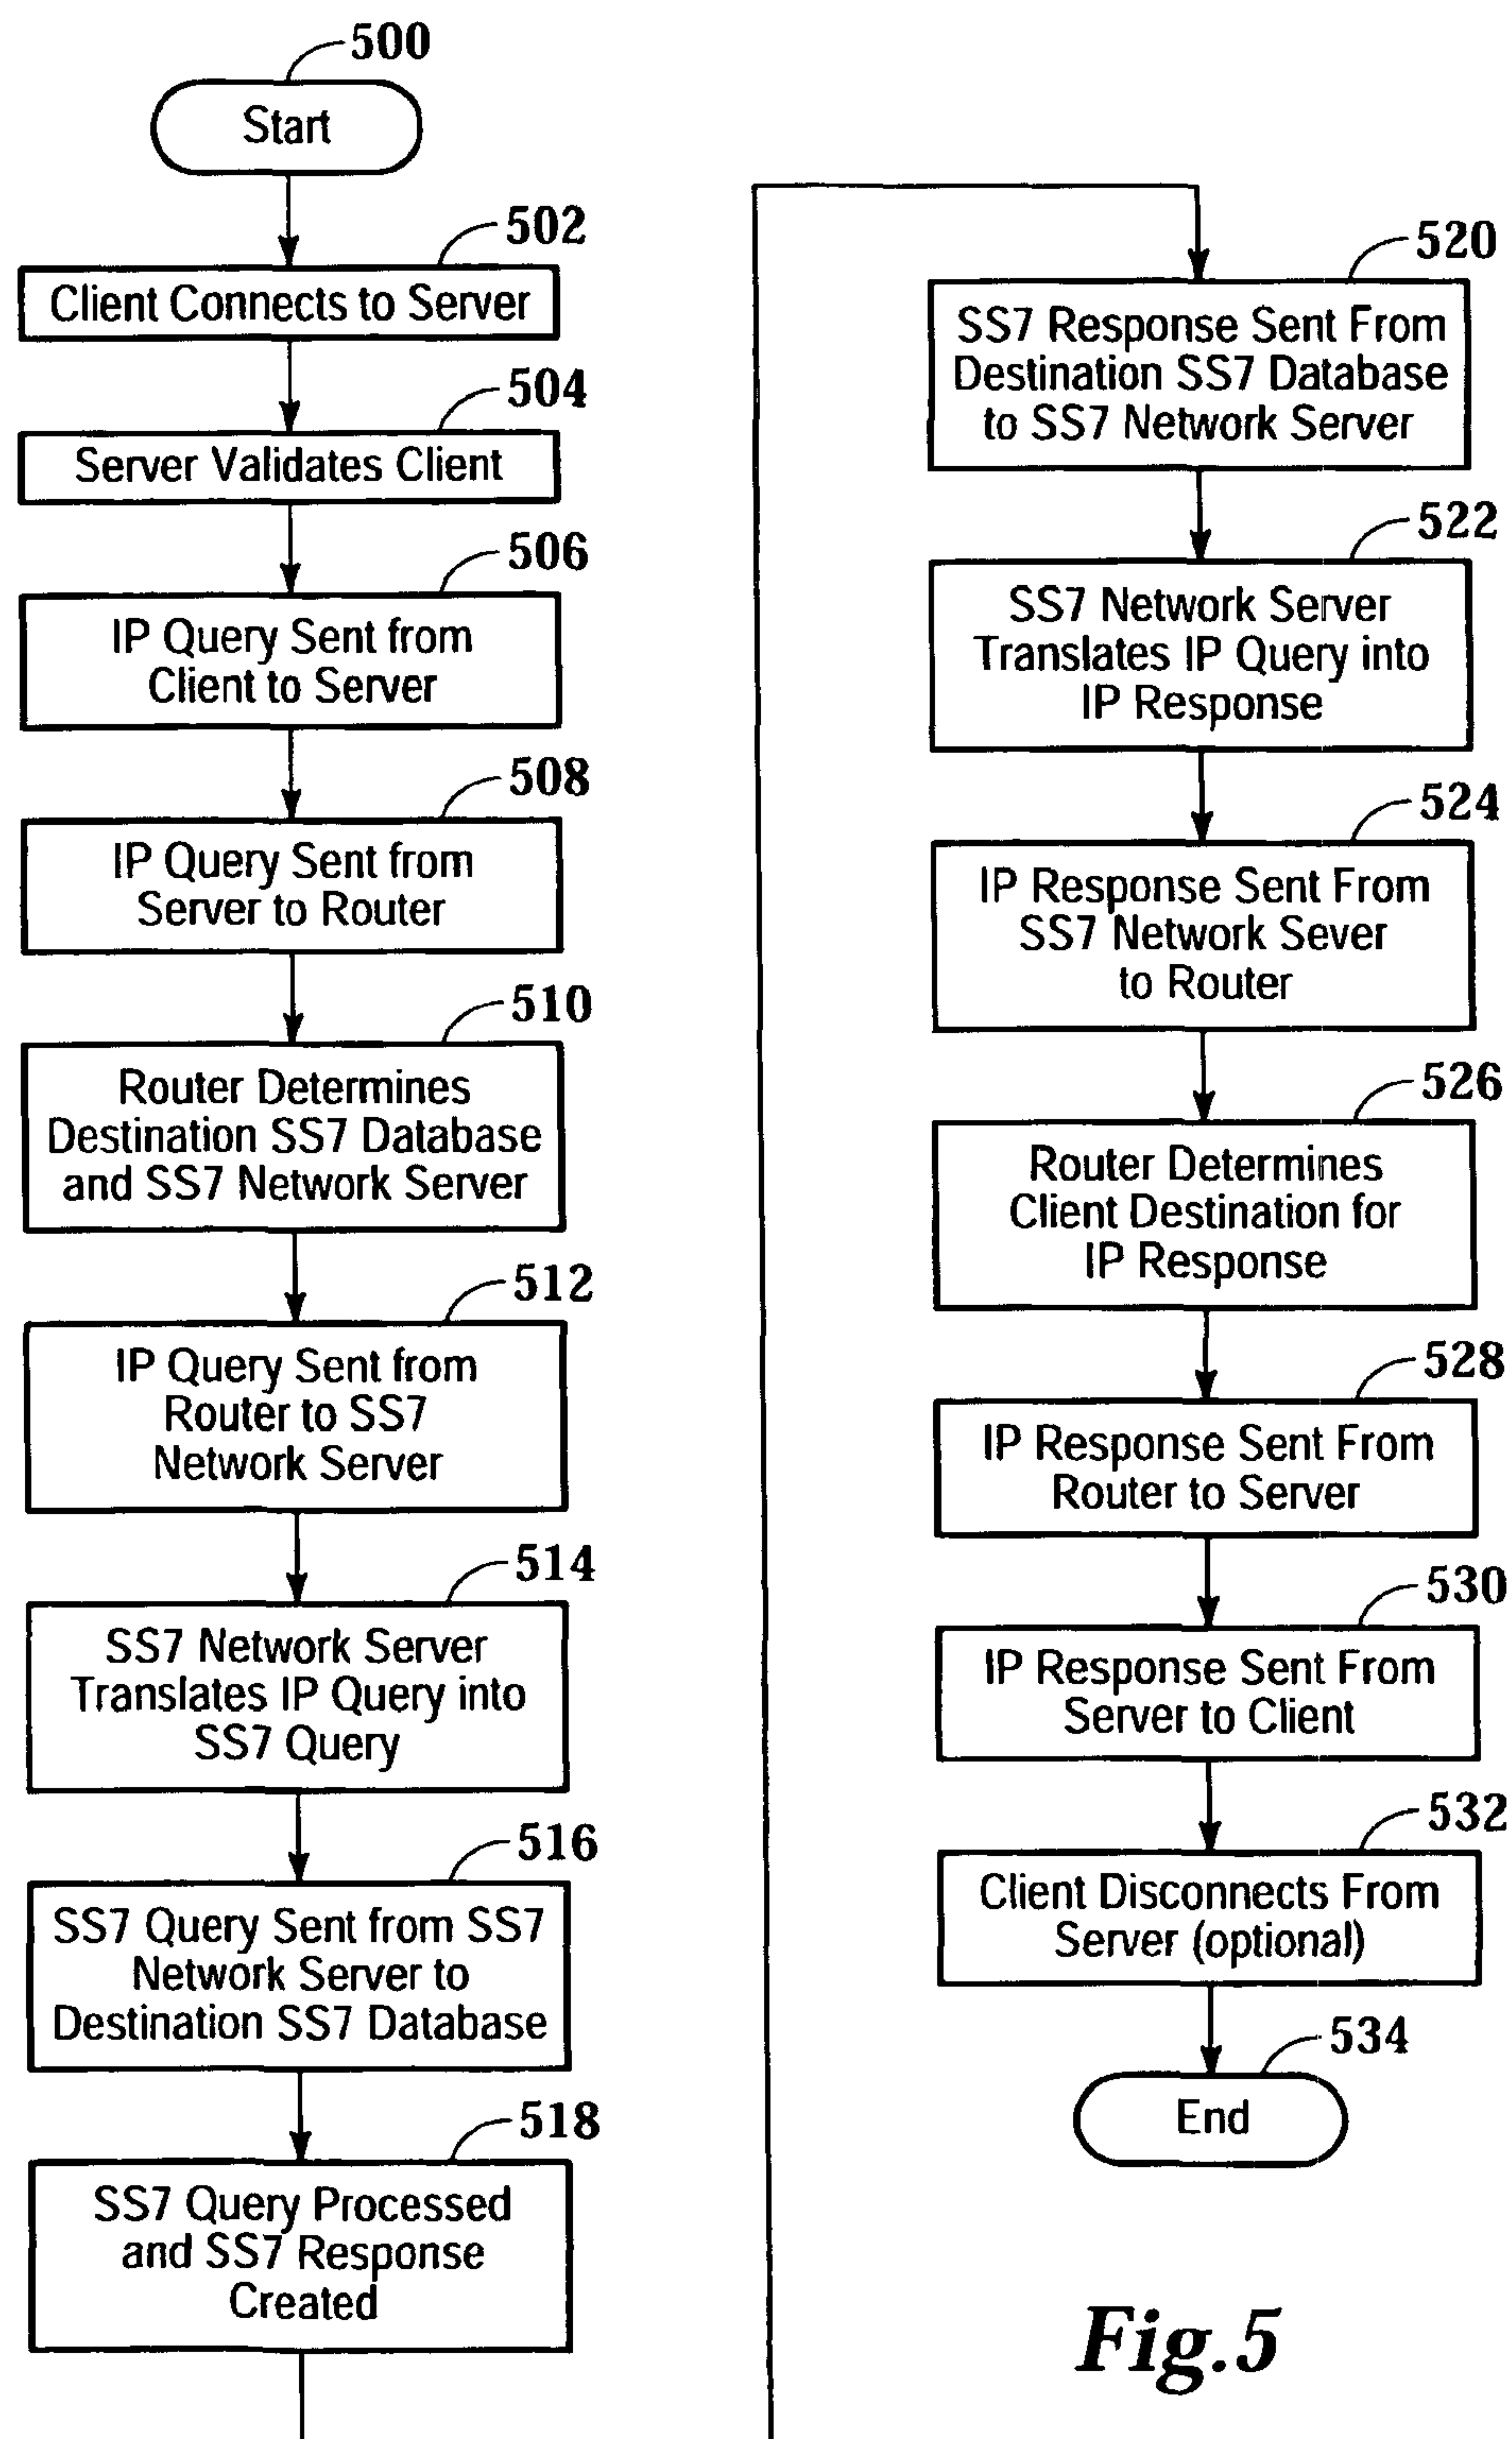 500
Start
502
Client Connects to Server
504
Server Validates Client
506
IP Query Sent from
Client to Server
508
IP Query Sent from
Server to Router
510
Router Determines
Destination SS7 Database
and SS7 Network Server
512
IP Query Sent from
Router to SS7
Network Server
514
SS7 Network Server
Translates IP Query into
SS7 Query
516
SS7 Query Sent from SS7
Network Server to
Destination SS7 Database
518
SS7 Query Processed
and SS7 Response
Created
520
SS7 Response Sent From
Destination SS7 Database
to SS7 Network Server
522
SS7 Network Server
Translates IP Query into
IP Response
524
IP Response Sent From
SS7 Network Sever
to Router
526
Router Determines
Client Destination for
IP Response
528
IP Response Sent From
Router to Server
530
IP Response Sent From
Server to Client
532
Client Disconnects From
Server (optional)
534
End
Fig.5